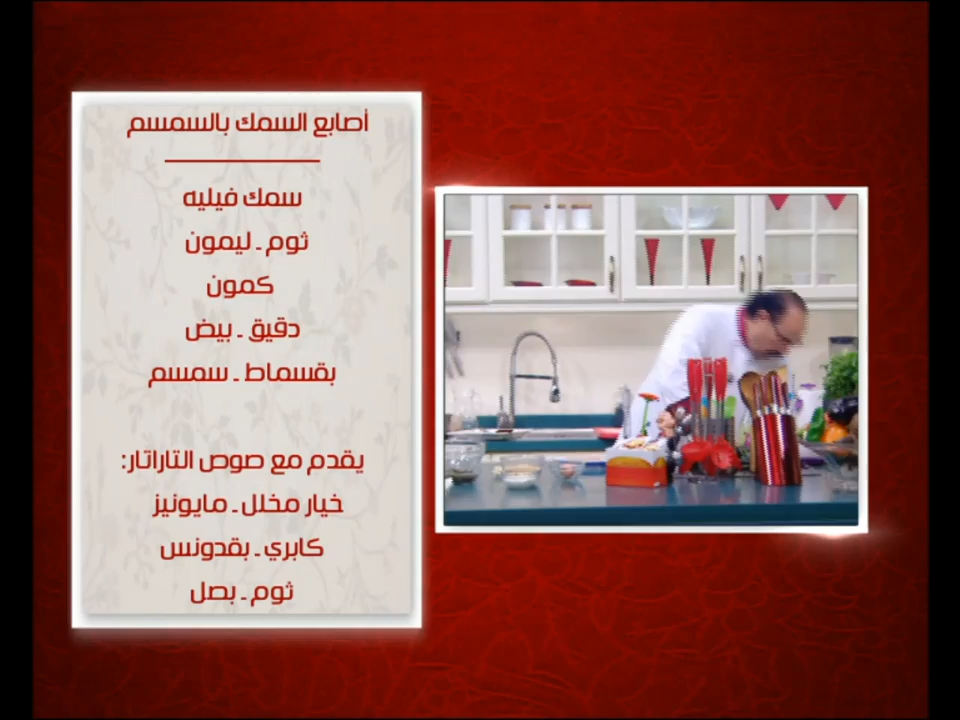 أصابع السمك بالسمسم
سمك فيليه
ثوم - ليمون
كمون
دقيق - بيض
بقسماط - سمسم
يقدم مع صوص التاراتار:
خيار مخلل - مايونيز
كابري - بقدونس
ثوم - بصل